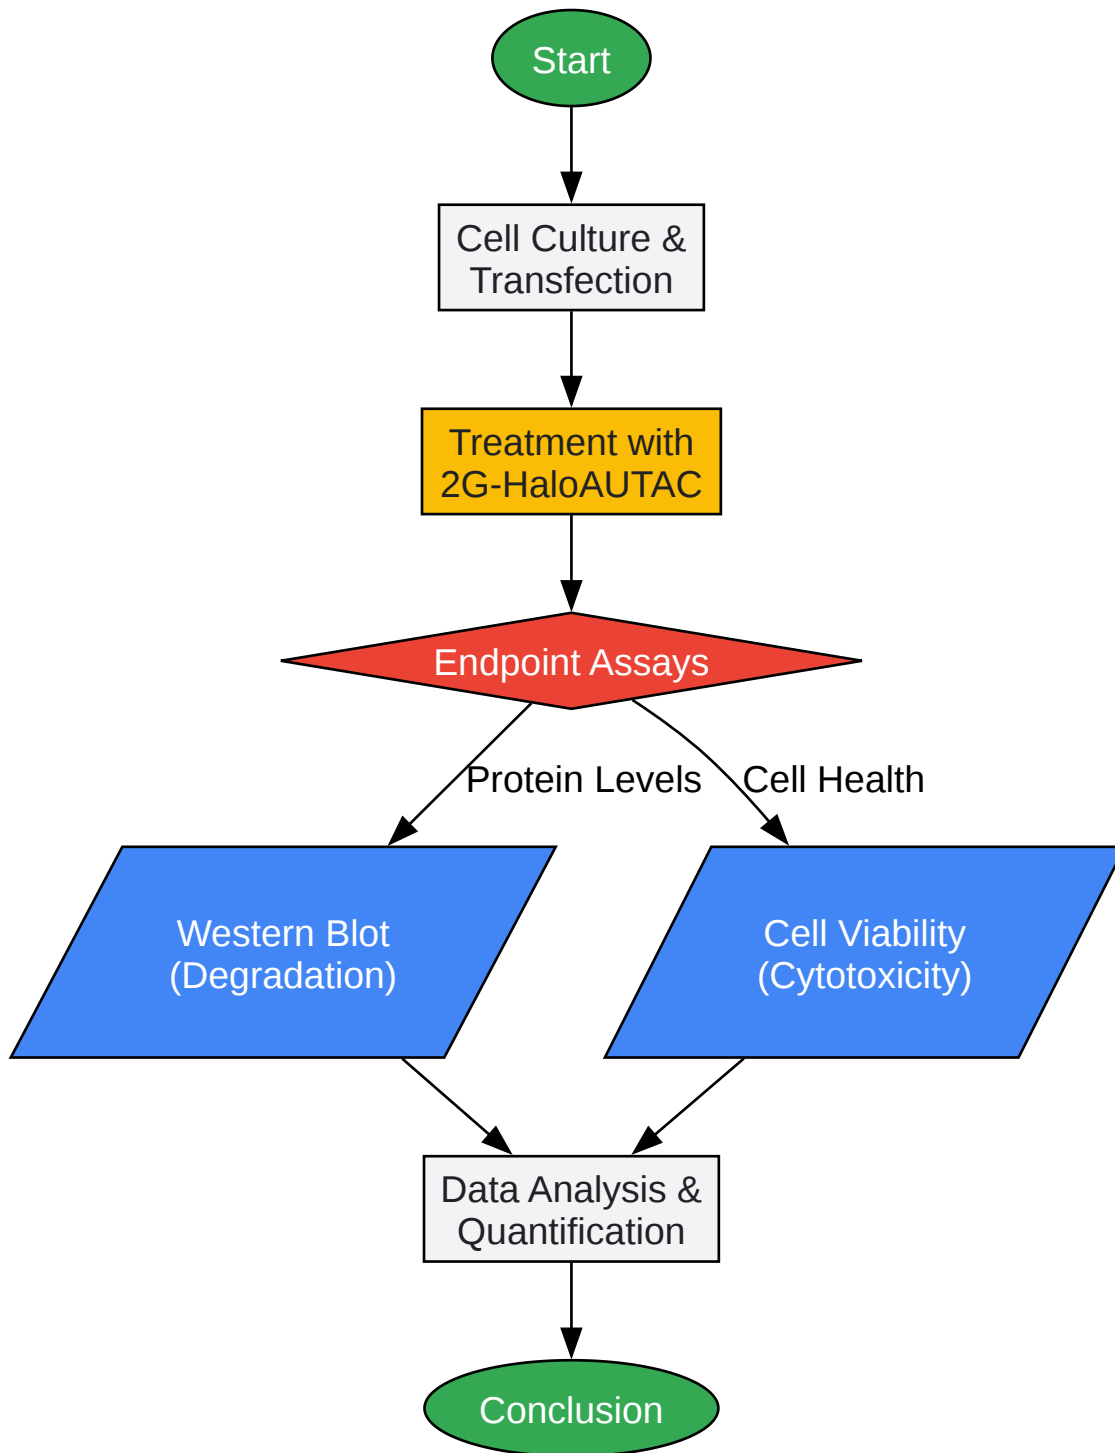 Start
Cell Culture &
Transfection
Treatment with
2G-HaloAUTAC
Endpoint Assays
Protein Levels
Cell Health
Western Blot
(Degradation)
Cell Viability
(Cytotoxicity)
Data Analysis &
Quantification
Conclusion